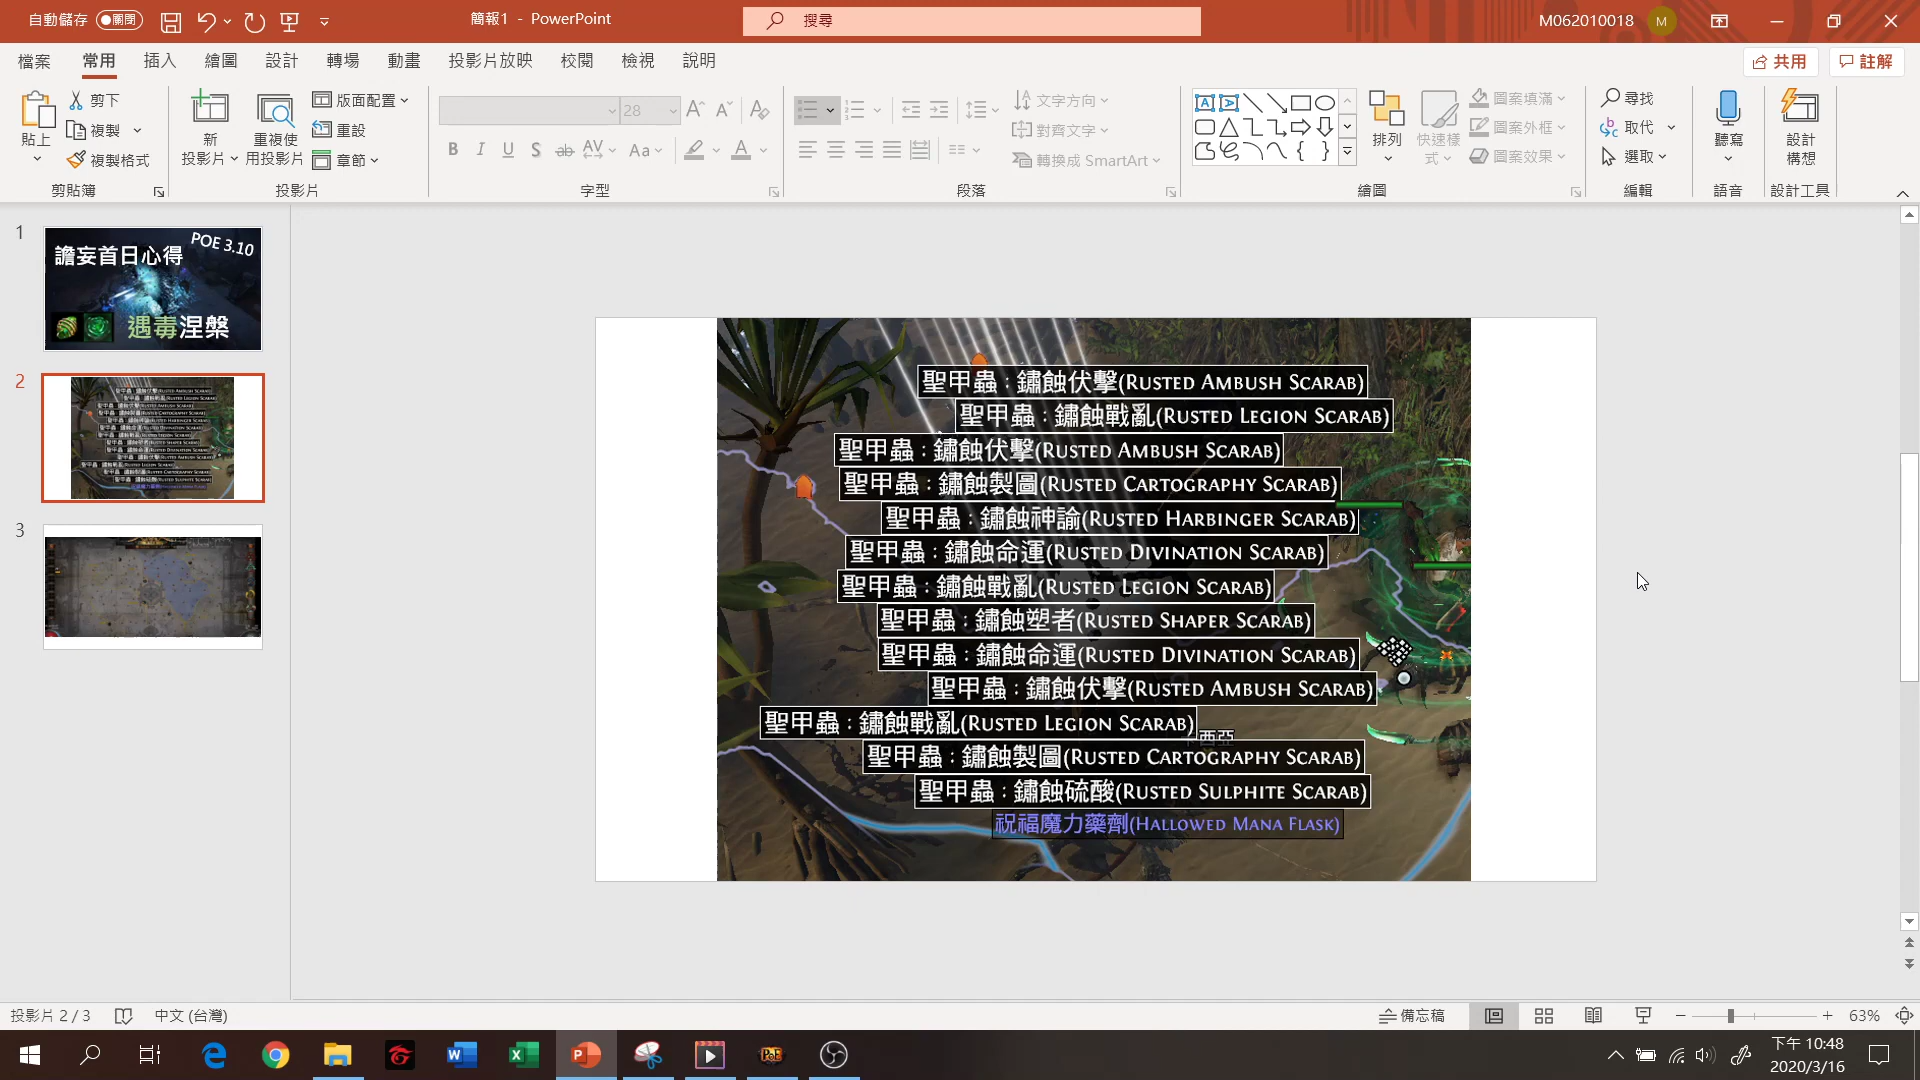 自動儲存 關閉
簡報1 - PowerPoint
搜尋
M062010018 M
檔案 常用 插入 繪圖 設計 轉場 動畫 投影片放映 校閱 檢視 說明
共用 註解
貼上
剪下
複製
複製格式
剪貼簿
新
投影片
重複使
用投影片
版面配置
重設
章節
投影片
28
B I U S ab AV Aa A
字型
文字方向
對齊文字
轉換成 SmartArt
段落
排列
快速樣
式
圖案填滿
圖案外框
圖案效果
繪圖
尋找
取代
選取
編輯
聽寫
語音
設計
構想
設計工具
1
譫妄首日心得 POE 3.10
遇毒涅槃
2
3
聖甲蟲：鏽蝕伏擊(Rusted Ambush Scarab)
聖甲蟲：鏽蝕戰亂(Rusted Legion Scarab)
聖甲蟲：鏽蝕伏擊(Rusted Ambush Scarab)
聖甲蟲：鏽蝕製圖(Rusted Cartography Scarab)
聖甲蟲：鏽蝕神諭(Rusted Harbinger Scarab)
聖甲蟲：鏽蝕命運(Rusted Divination Scarab)
聖甲蟲：鏽蝕戰亂(Rusted Legion Scarab)
聖甲蟲：鏽蝕塑者(Rusted Shaper Scarab)
聖甲蟲：鏽蝕命運(Rusted Divination Scarab)
聖甲蟲：鏽蝕伏擊(Rusted Ambush Scarab)
聖甲蟲：鏽蝕戰亂(Rusted Legion Scarab)
聖甲蟲：鏽蝕製圖(Rusted Cartography Scarab)
聖甲蟲：鏽蝕硫酸(Rusted Sulphite Scarab)
祝福魔力藥劑(Hallowed Mana Flask)
投影片 2 / 3 中文 (台灣)
備忘稿
63%
下午 10:48
2020/3/16